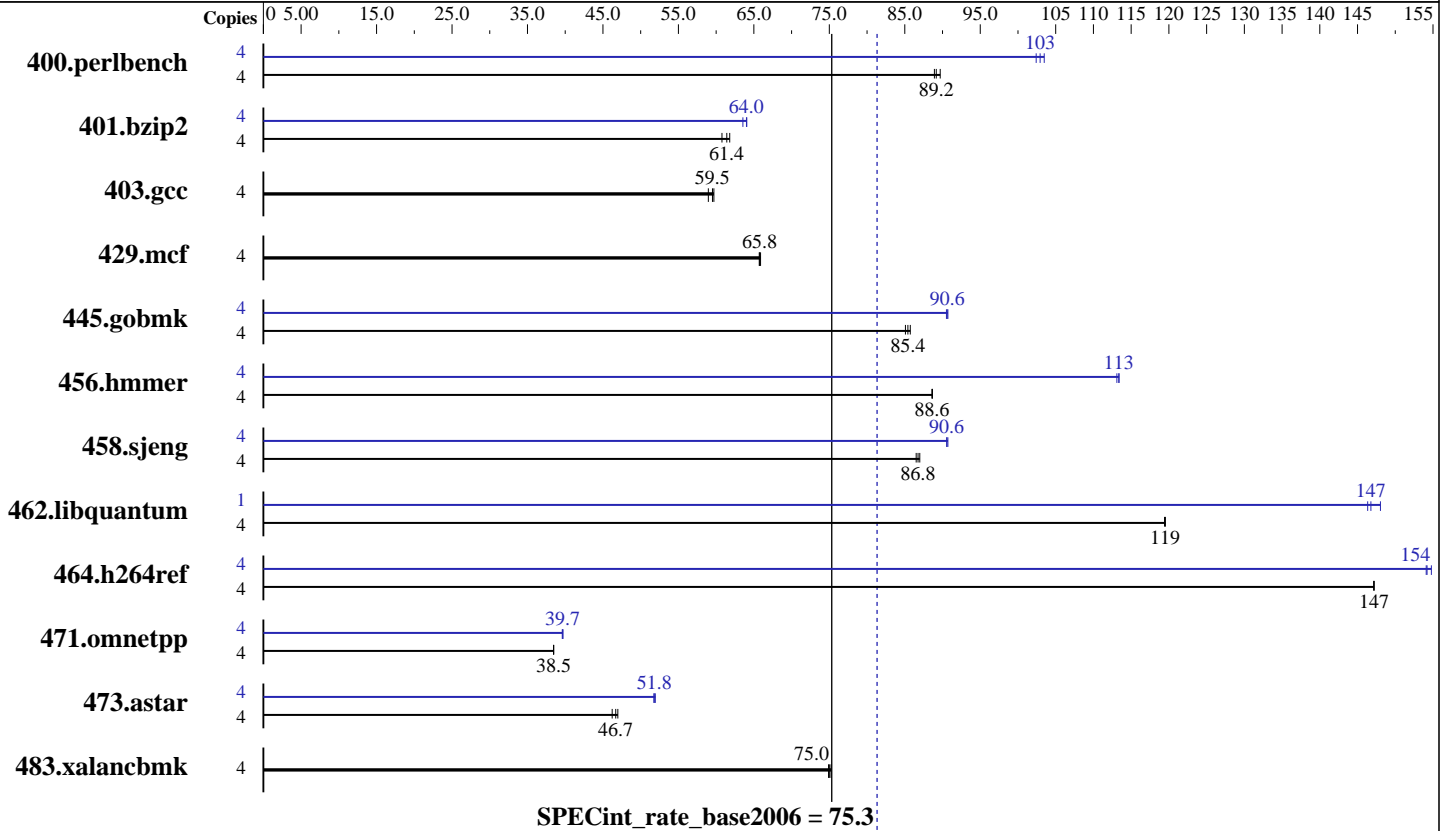 Copies 0 5.00 15.0 25.0 35.0 45.0 55.0 65.0 75.0 85.0 95.0 105 110 115 120 125 130 135 140 145 155
400.perlbench 4 103
4 89.2
401.bzip2 4 64.0
4 61.4
403.gcc 4 59.5
429.mcf 4 65.8
445.gobmk 4 90.6
4 85.4
456.hmmer 4 113
4 88.6
458.sjeng 4 90.6
4 86.8
462.libquantum 1 147
4 119
464.h264ref 4 154
4 147
471.omnetpp 4 39.7
4 38.5
473.astar 4 51.8
4 46.7
483.xalancbmk 4 75.0
SPECint_rate_base2006 = 75.3